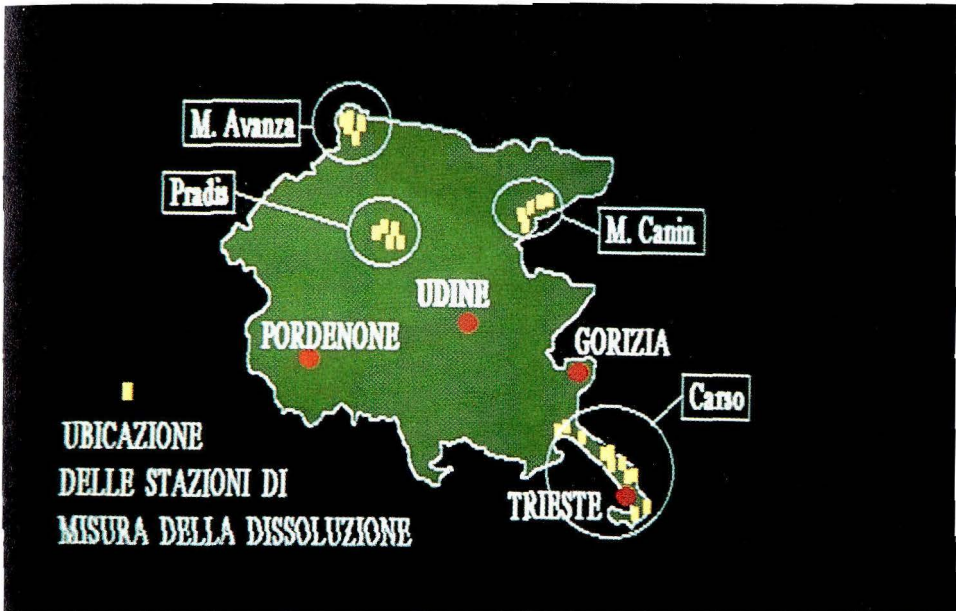 M. Avanza
Pradis
M. Canin
UDINE
PORDENONE
GORIZIA
Carso
TRIESTE
UBICAZIONE
DELLE STAZIONI DI
MISURA DELLA DISSOLUZIONE